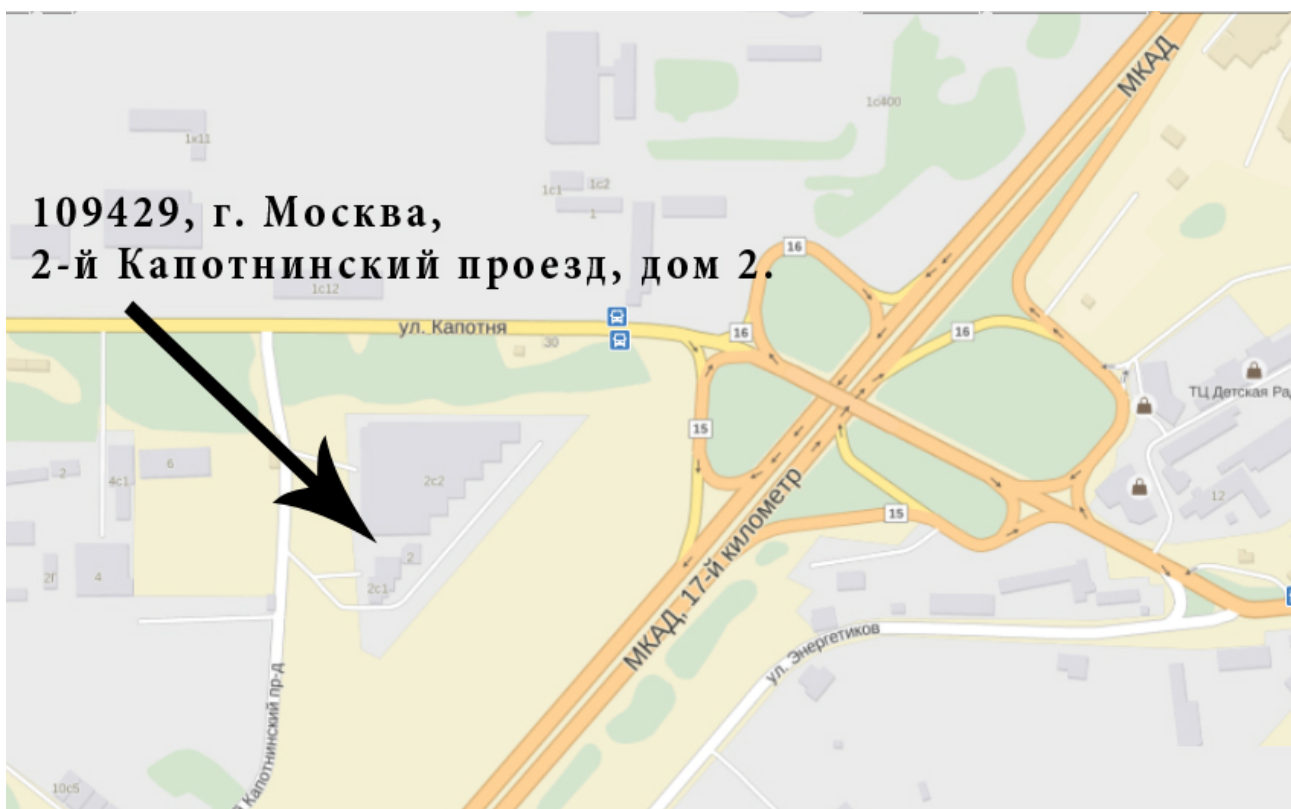 МКАД
1с400
1к11
1с1
1с2
1
109429, г. Москва,
2-й Капотнинский проезд, дом 2.
16
1с12
ул. Капотня
30
16
16
ТЦ Детская Рад
15
2
4с1
6
2с2
12
15
МКАД, 17-й километр
2Г
4
2
2с1
ул. Энергетиков
Капотнинский пр-д
10с5